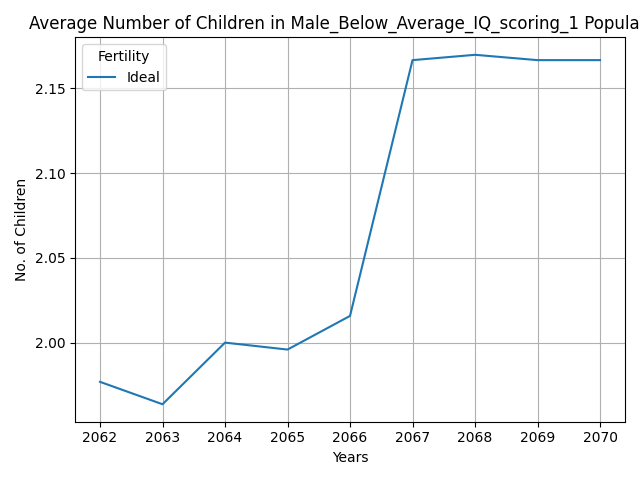 Average Number of Children in Male_Below_Average_IQ_scoring_1 Popula
Fertility
Ideal
2.15
2.10
2.05
2.00
No. of Children
2062 2063 2064 2065 2066 2067 2068 2069 2070
Years